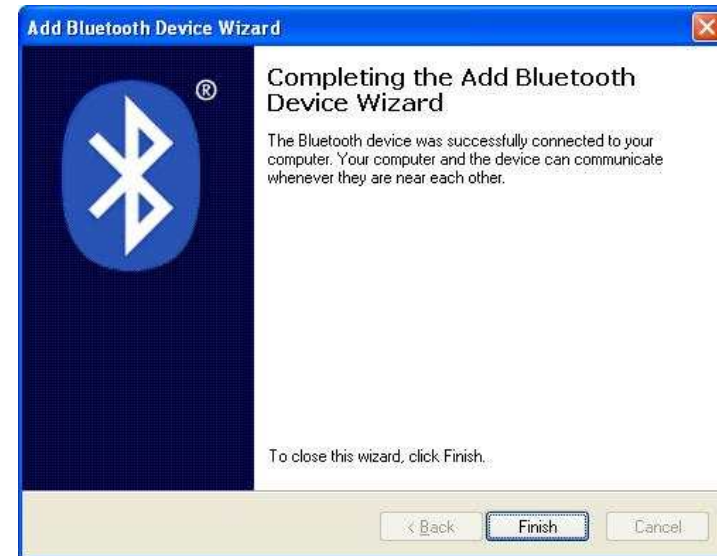 Add Bluetooth Device Wizard
®
Completing the Add Bluetooth
Device Wizard
The Bluetooth device was successfully connected to your
computer. Your computer and the device can communicate
whenever they are near each other.
To close this wizard, click Finish.
< Back Finish Cancel